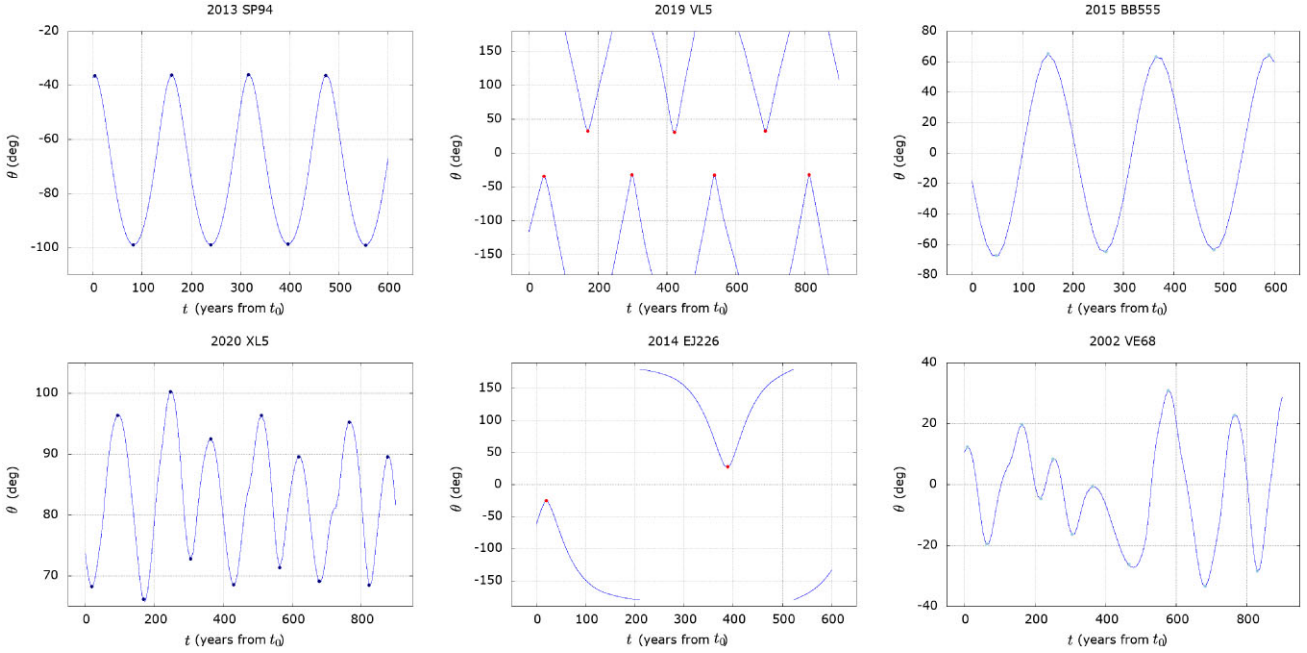 2013 SP94
-20
-40
-60
-80
-100
θ (deg)
0 100 200 300 400 500 600
t (years from t0)
2019 VL5
150
100
50
0
-50
-100
-150
θ (deg)
0 200 400 600 800
t (years from t0)
2015 BB555
80
60
40
20
0
-20
-40
-60
-80
θ (deg)
0 100 200 300 400 500 600
t (years from t0)
2020 XL5
100
90
80
70
θ (deg)
0 200 400 600 800
t (years from t0)
2014 EJ226
150
100
50
0
-50
-100
-150
θ (deg)
0 100 200 300 400 500 600
t (years from t0)
2002 VE68
40
20
0
-20
-40
θ (deg)
0 200 400 600 800
t (years from t0)